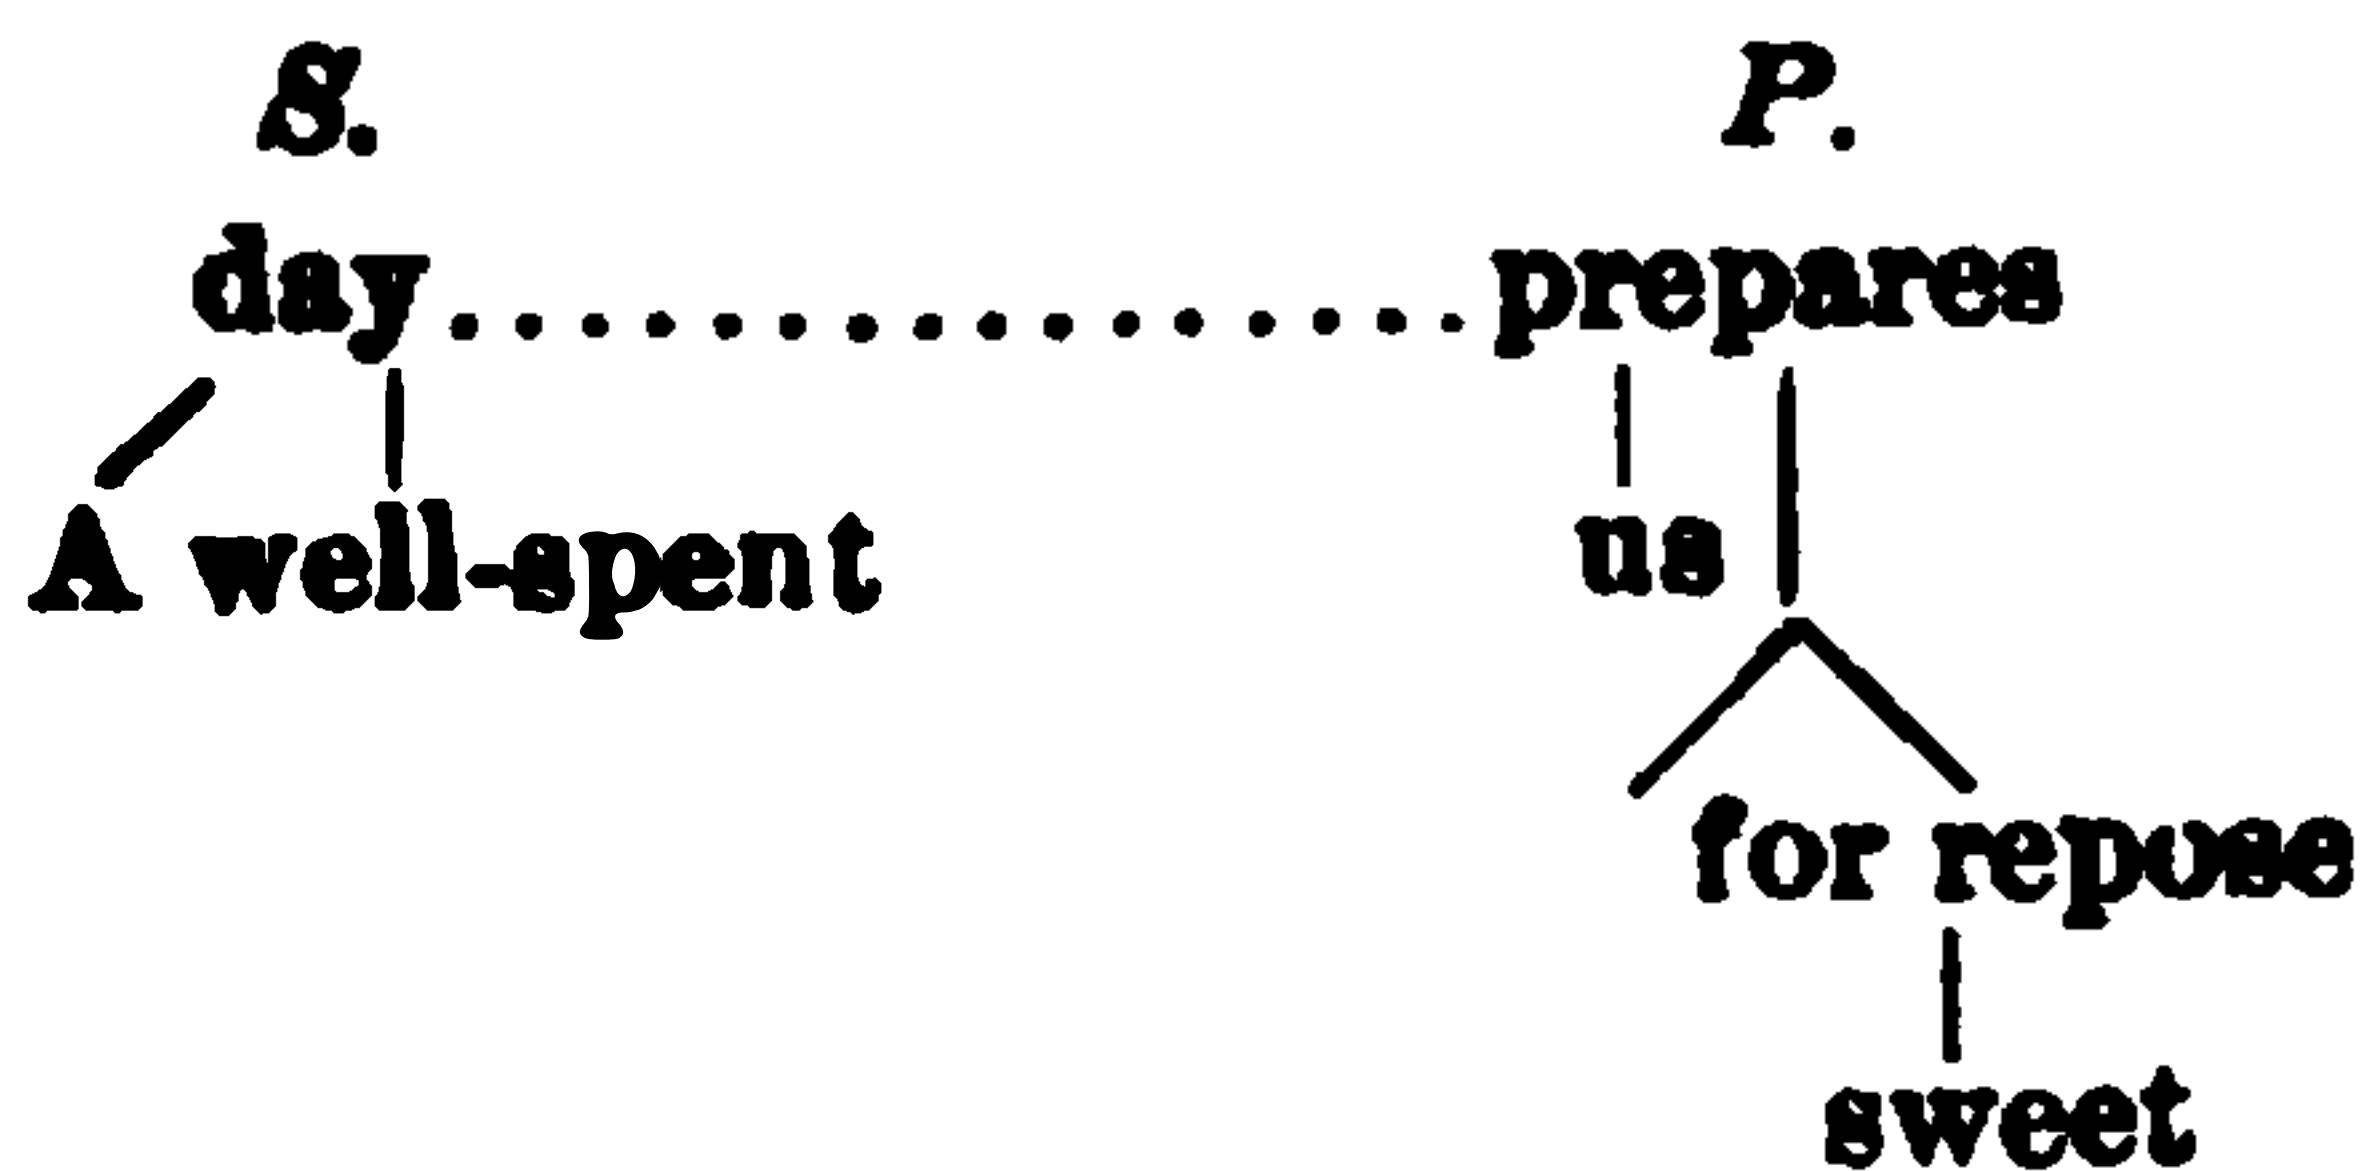 S. P.
day................prepares
A well-spent us
for repose
sweet